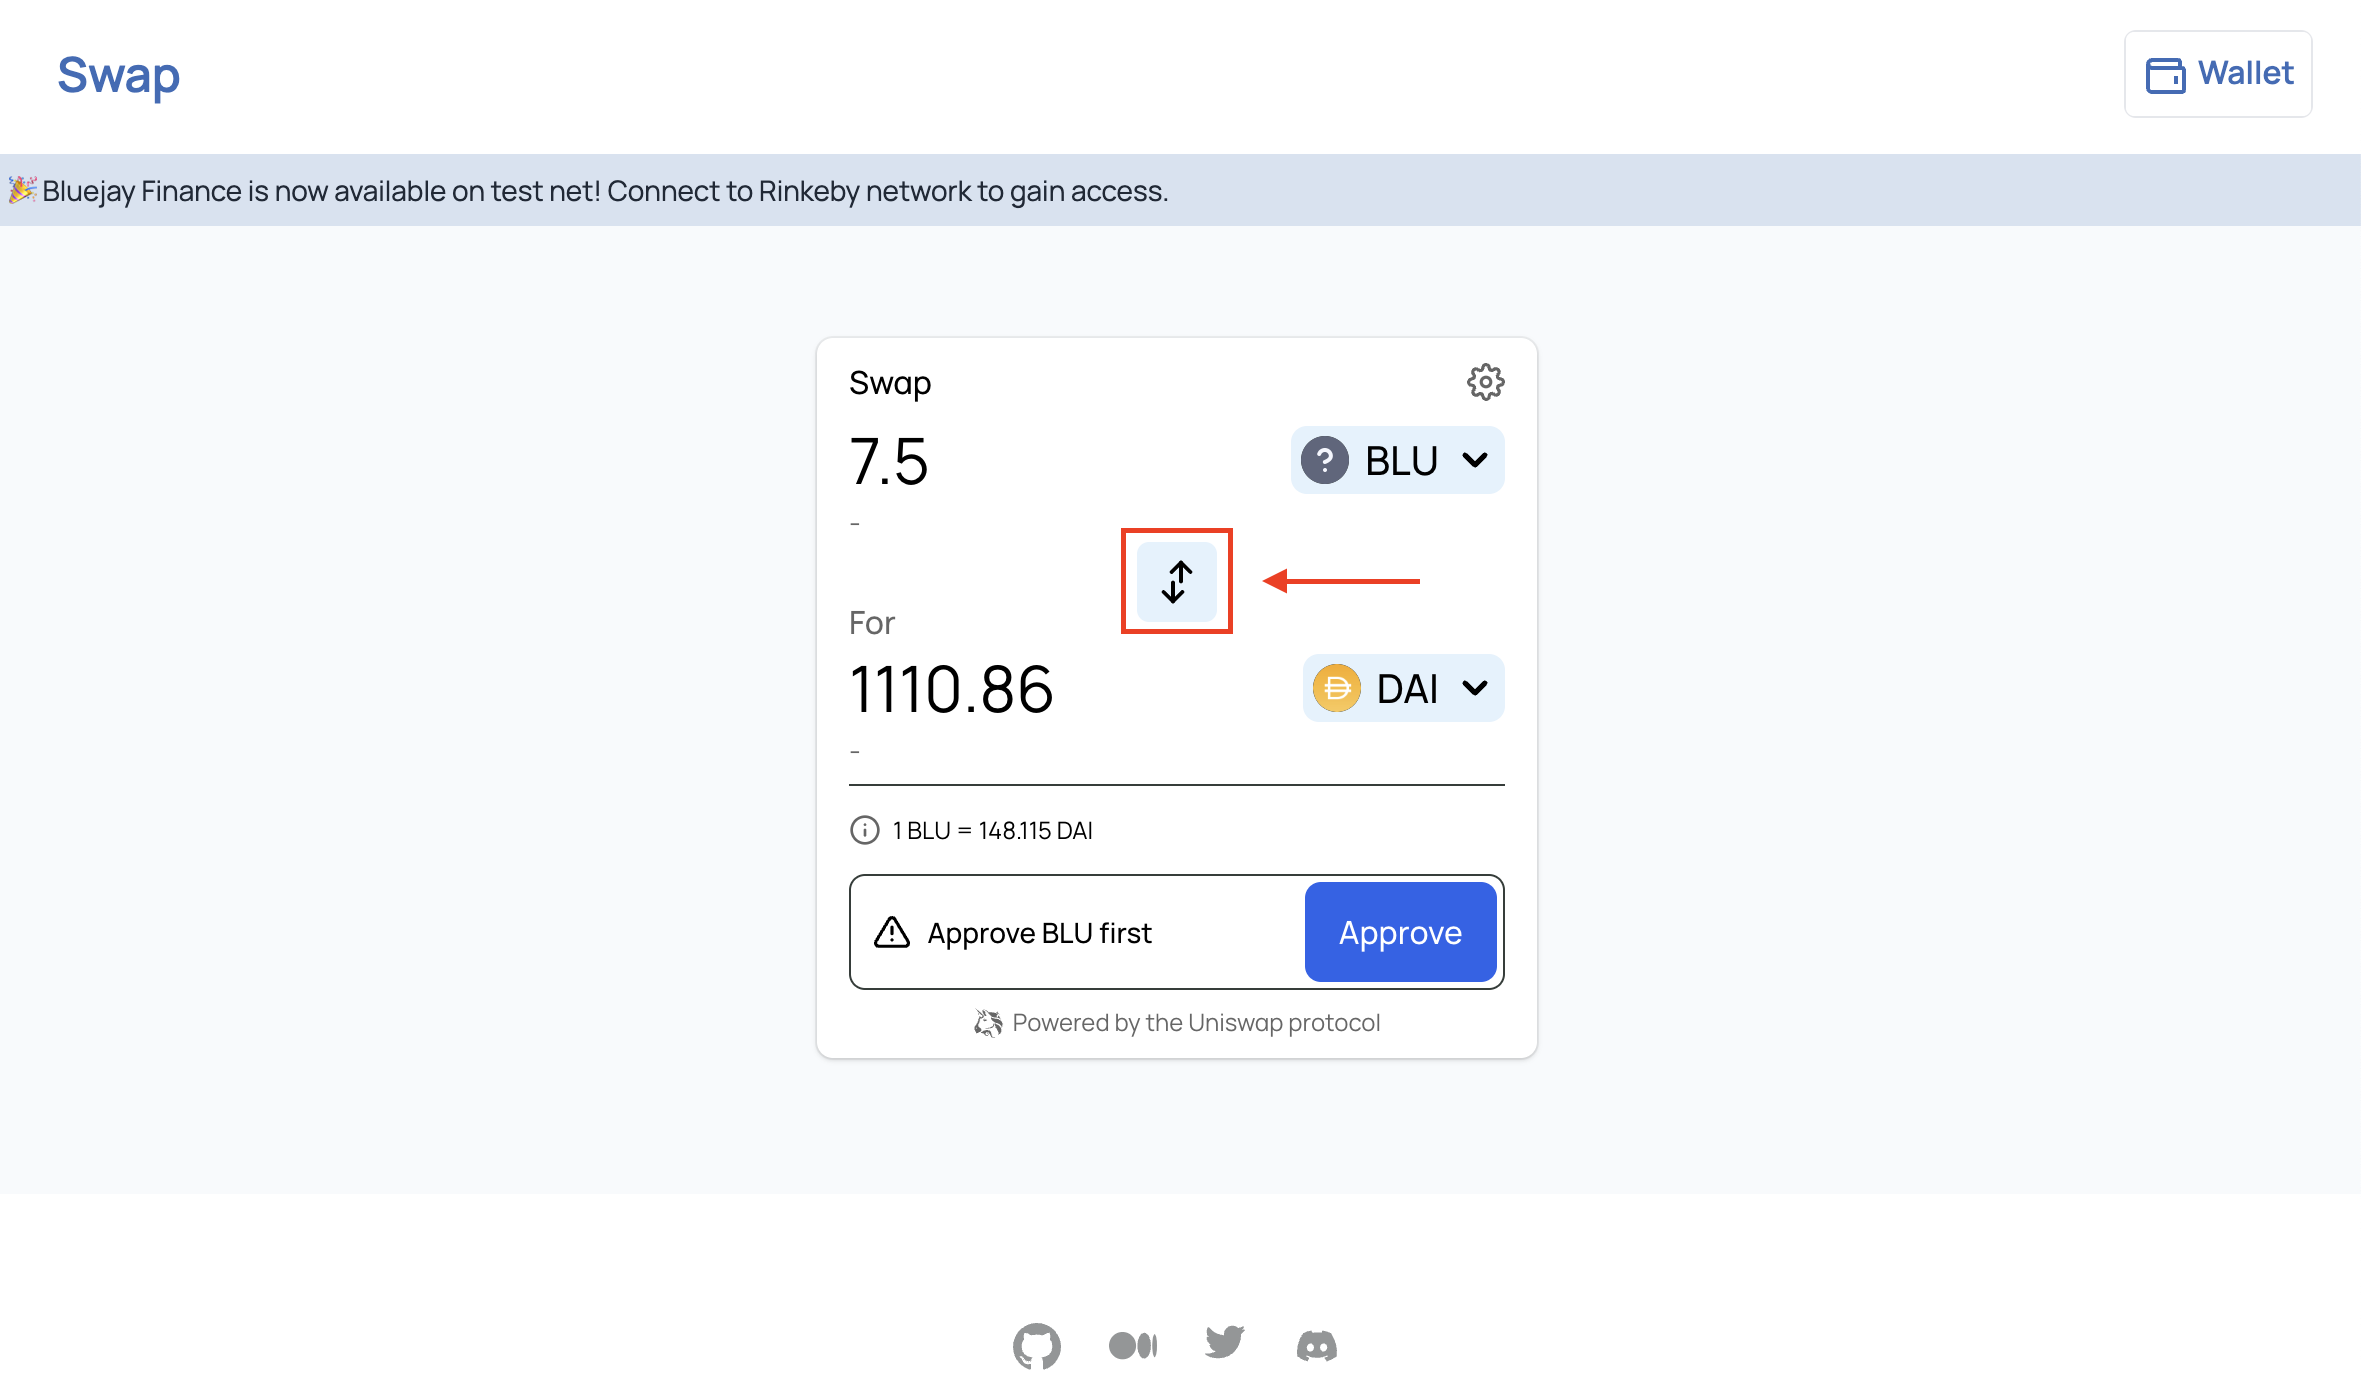 Swap
Wallet
🎉 Bluejay Finance is now available on test net! Connect to Rinkeby network to gain access.
Swap
7.5
? BLU
-
For
1110.86
DAI
-
1 BLU = 148.115 DAI
Approve BLU first
Approve
Powered by the Uniswap protocol